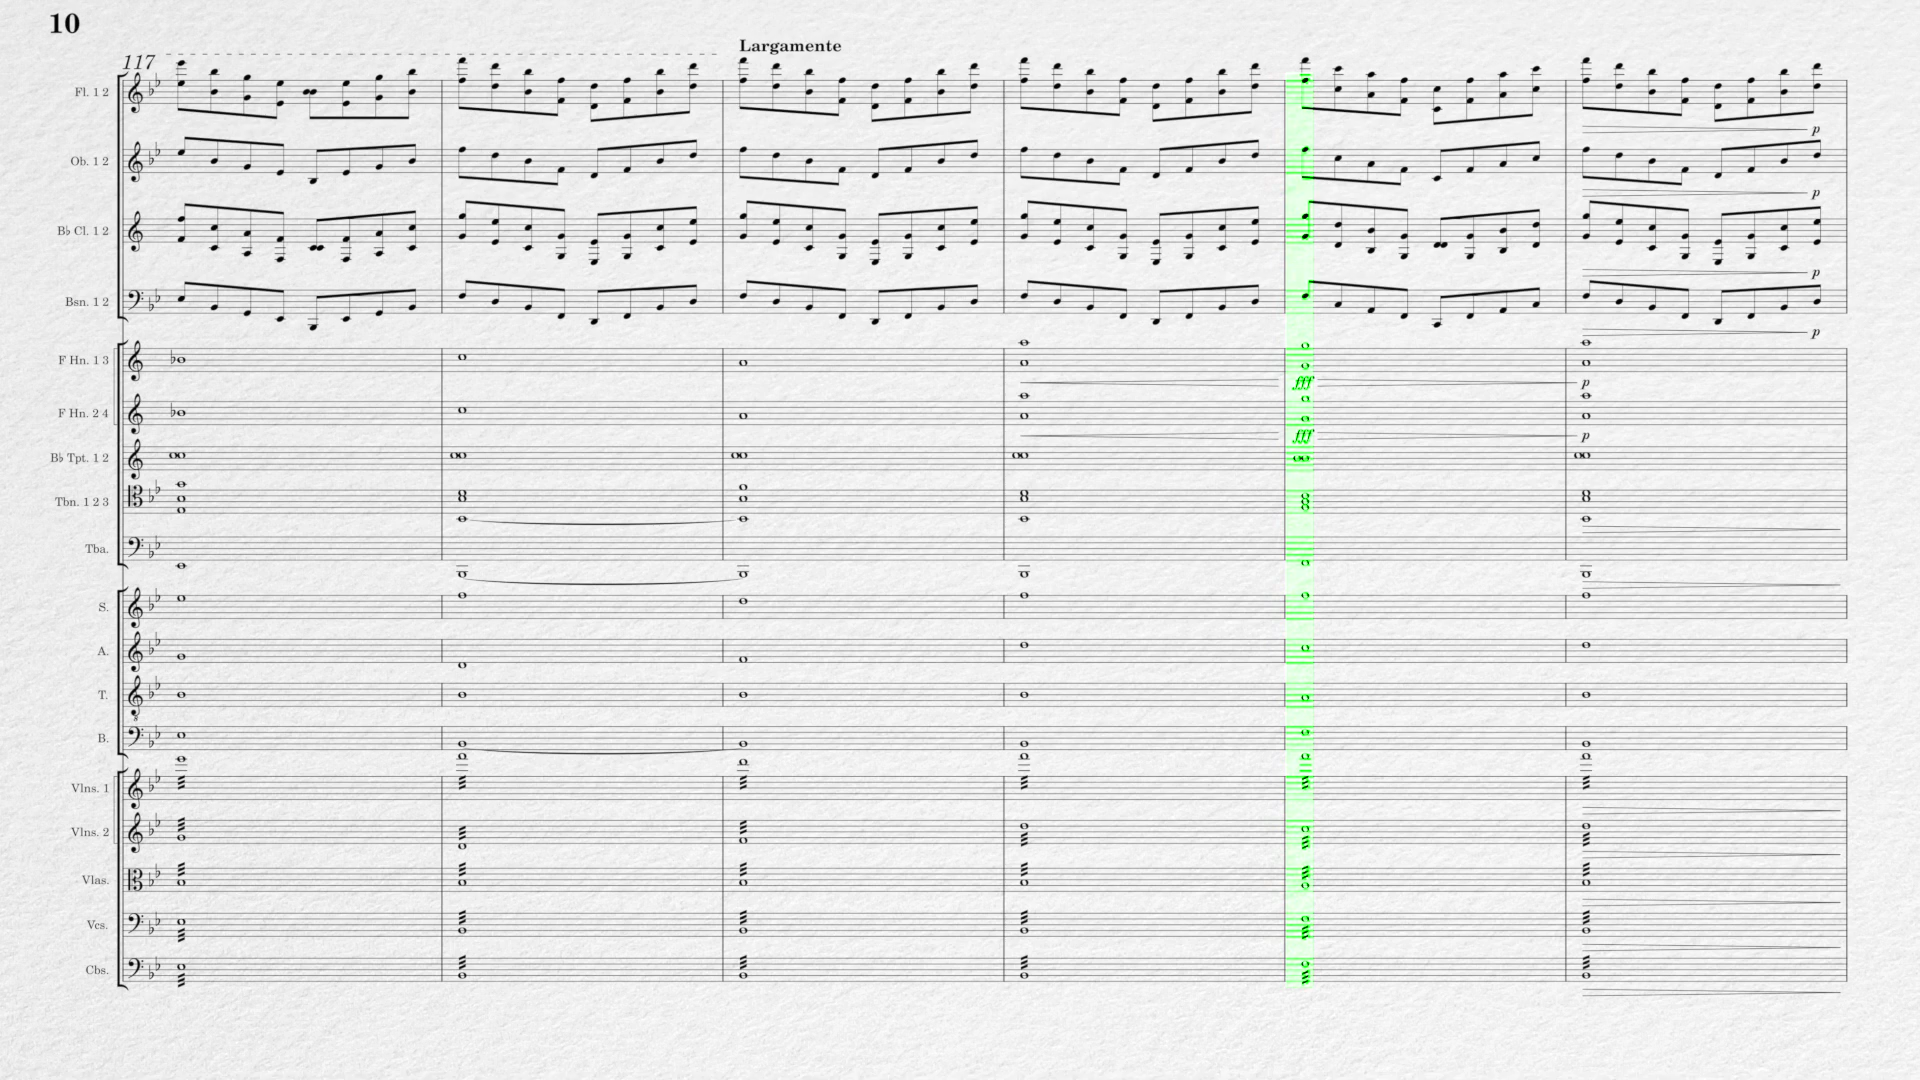 10
117
Largamente
Fl. 1 2
p
Ob. 1 2
p
B♭ Cl. 1 2
p
Bsn. 1 2
p
F Hn. 1 3
fff
p
F Hn. 2 4
fff
p
B♭ Tpt. 1 2
Tbn. 1 2 3
Tba.
S.
A.
T.
8
B.
Vlns. 1
Vlns. 2
Vlas.
Vcs.
Cbs.